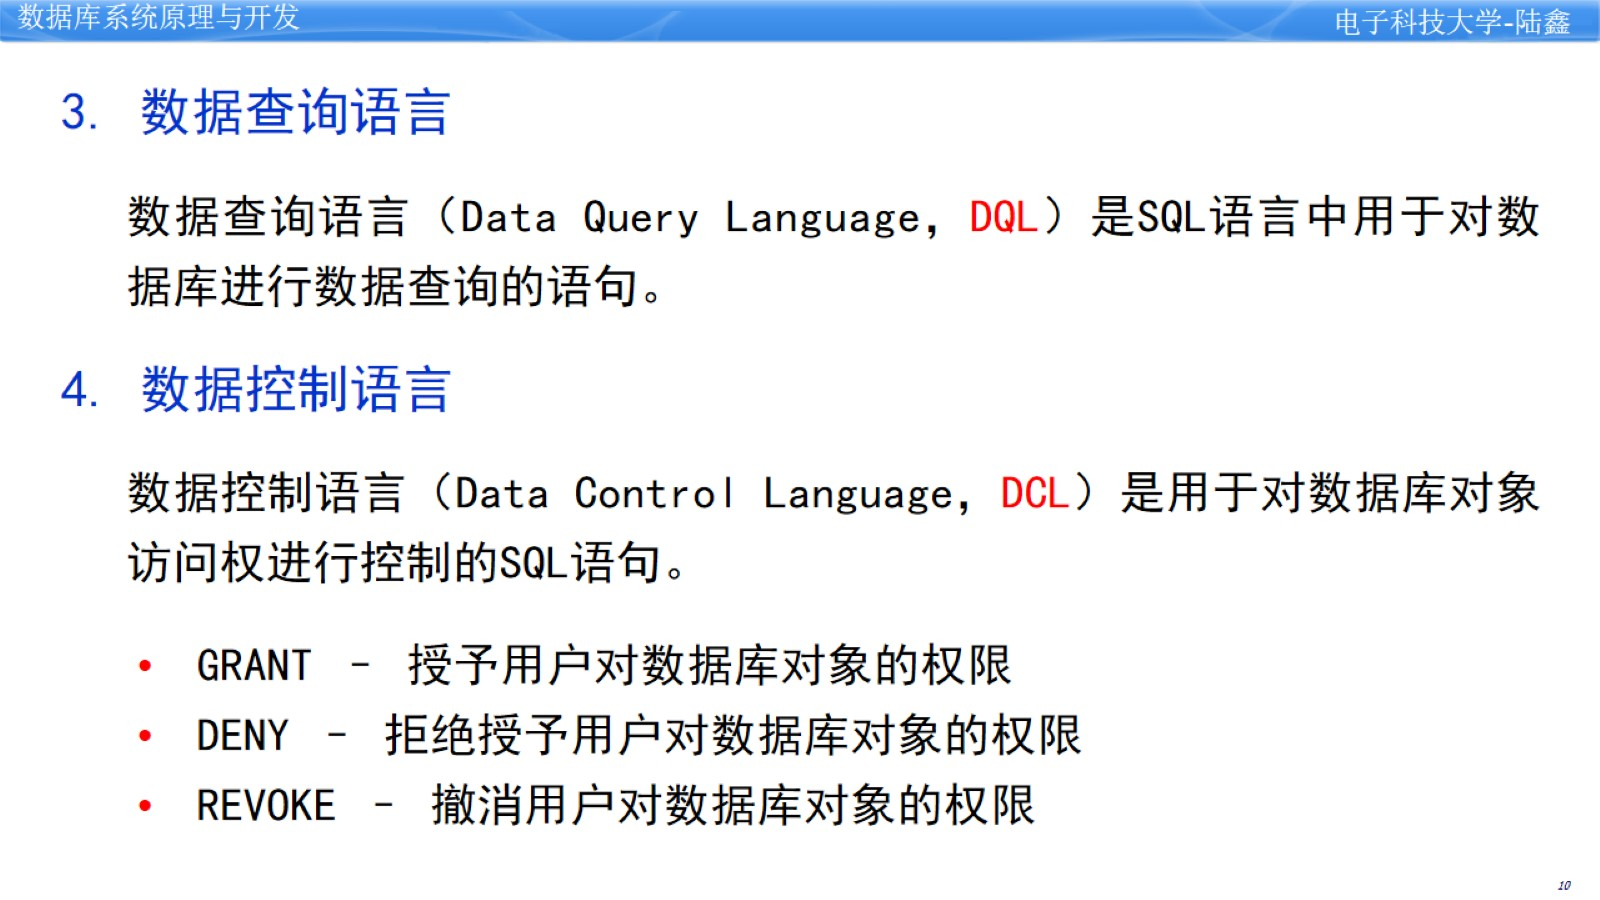 数据库系统原理与开发
电子科技大学-陆鑫
3. 数据查询语言
数据查询语言（Data Query Language，DQL）是SQL语言中用于对数
据库进行数据查询的语句。
4. 数据控制语言
数据控制语言（Data Control Language，DCL）是用于对数据库对象
访问权进行控制的SQL语句。
• GRANT – 授予用户对数据库对象的权限
• DENY – 拒绝授予用户对数据库对象的权限
• REVOKE – 撤消用户对数据库对象的权限
10